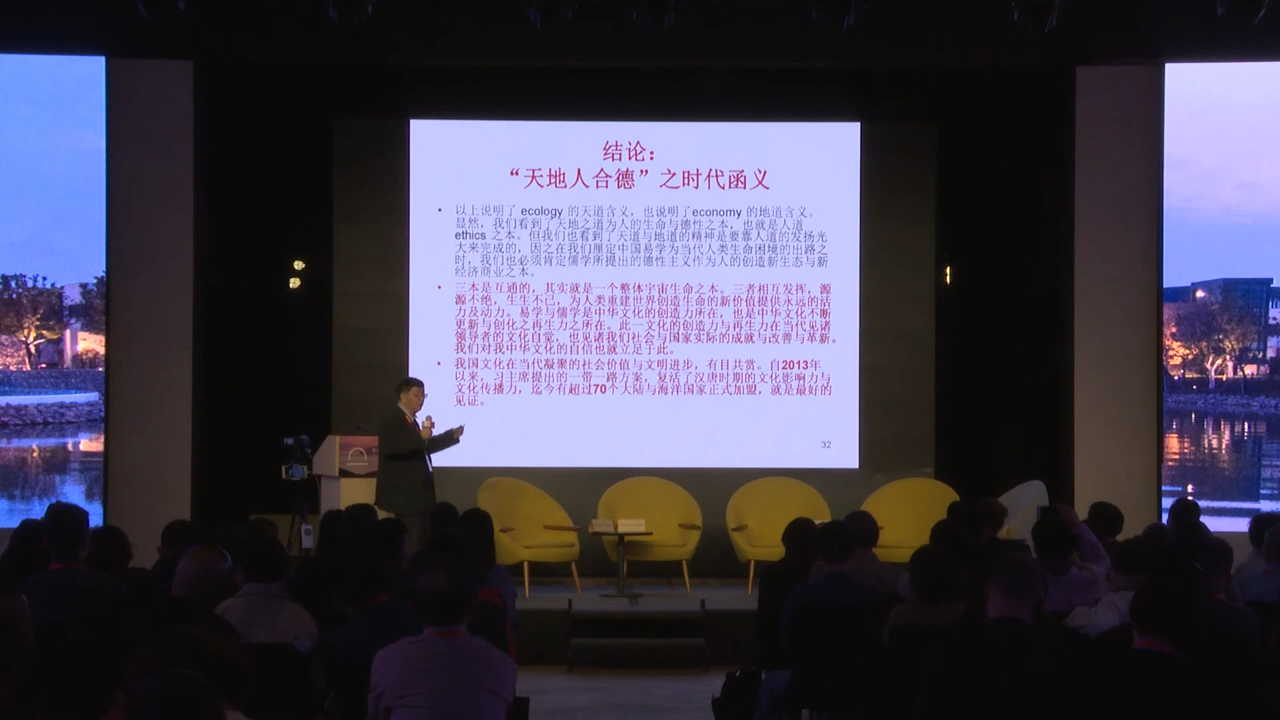 结论：
“天地人合德”之时代函义
• 以上说明了 ecology 的天道含义，也说明了economy 的地道含义。
显然，我们看到了天地之道为人的生命与德性之本，也就是人道
ethics 之本。但我们也看到了天道与地道的精神是要靠人道的发扬光
大来完成的，因之在我们厘定中国易学为当代人类生命困境的出路之
时，我们也必须肯定儒学所提出的德性主义作为人的创造新生态与新
经济商业之本。
• 三本是互通的，其实就是一个整体宇宙生命之本。三者相互发挥，源
源不绝，生生不已，为人类重建世界创造生命的新价值提供永远的活
力及动力。易学与儒学是中华文化的创造力所在，也是中华文化不断
更新与创化之再生力之所在。此一文化的创造力与再生力在当代见诸
领导者的文化自觉，也见诸我们社会与国家实际的成就与改善与革新。
我们对我中华文化的自信也就立足于此。
• 我国文化在当代凝聚的社会价值与文明进步，有目共赏。自2013年
以来，习主席提出的一带一路方案，复活了汉唐时期的文化影响力与
文化传播力，迄今有超过70个大陆与海洋国家正式加盟，就是最好的
见证。
32